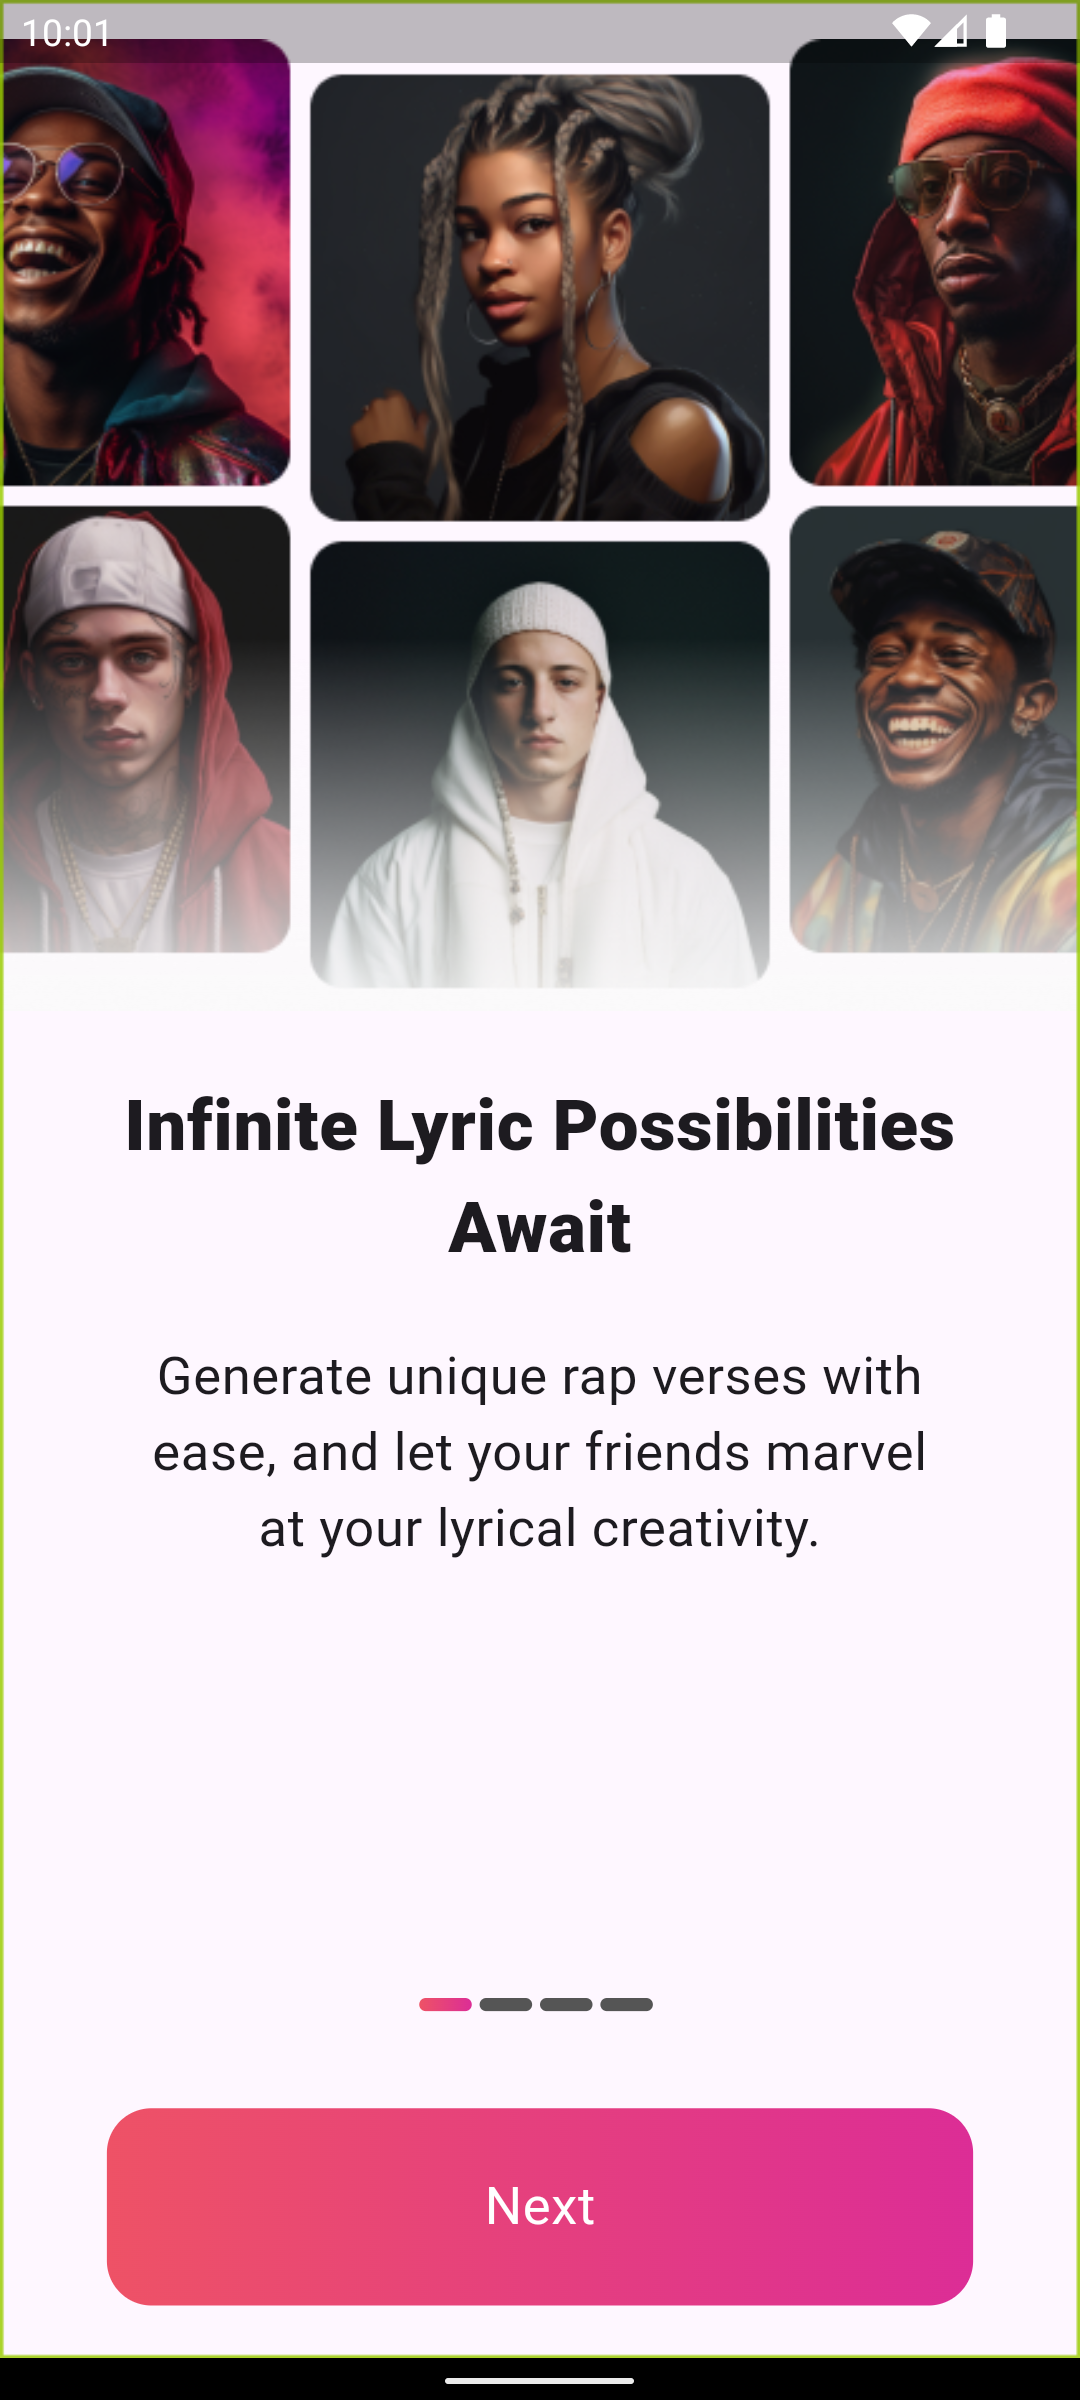 10:01
Infinite Lyric Possibilities
Await
Generate unique rap verses with
ease, and let your friends marvel
at your lyrical creativity.
Next